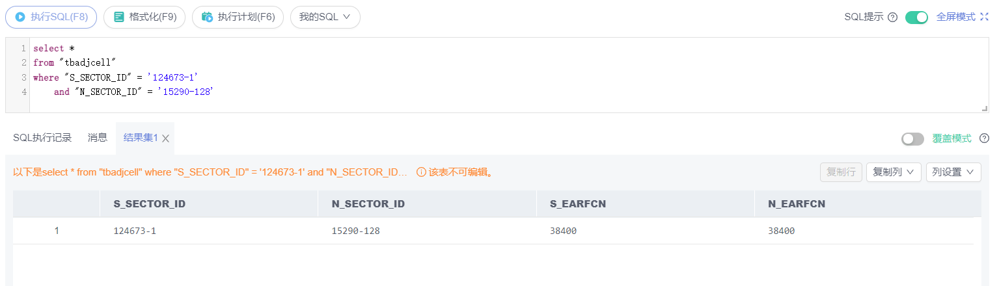 执行SQL(F8) 格式化(F9) 执行计划(F6) 我的SQL SQL提示 全屏模式
1 select *
2 from "tbadjcell"
3 where "S_SECTOR_ID" = '124673-1'
4 and "N_SECTOR_ID" = '15290-128'
SQL执行记录 消息 结果集1 覆盖模式
以下是select * from "tbadjcell" where "S_SECTOR_ID" = '124673-1' and "N_SECTOR_ID... 该表不可编辑。 复制行 复制列 列设置
S_SECTOR_ID N_SECTOR_ID S_EARFCN N_EARFCN
1 124673-1 15290-128 38400 38400